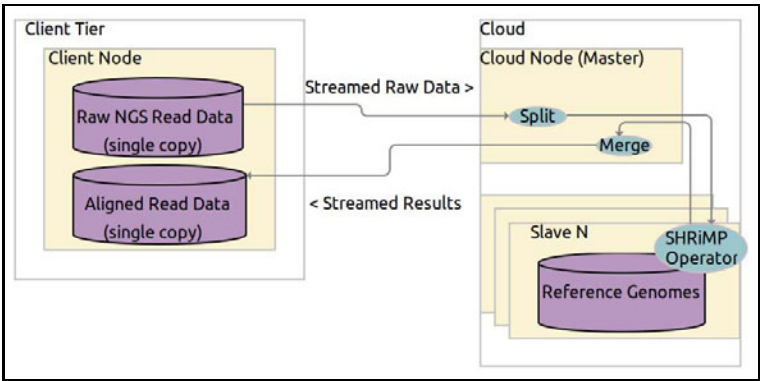 Client Tier
Client Node
Raw NGS Read Data
(single copy)
Aligned Read Data
(single copy)
Streamed Raw Data >
< Streamed Results
Cloud
Cloud Node (Master)
Split
Merge
Slave N
SHRiMP
Operator
Reference Genomes